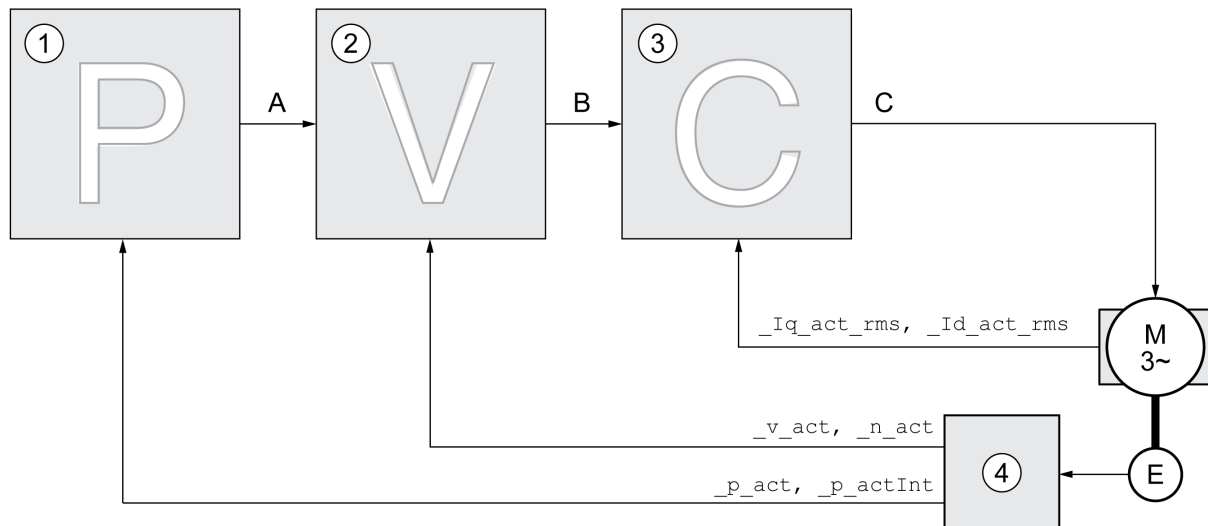 1
P
A
2
V
B
3
C
C
_Iq_act_rms, _Id_act_rms
M
3~
_v_act, _n_act
_p_act, _p_actInt
4
E